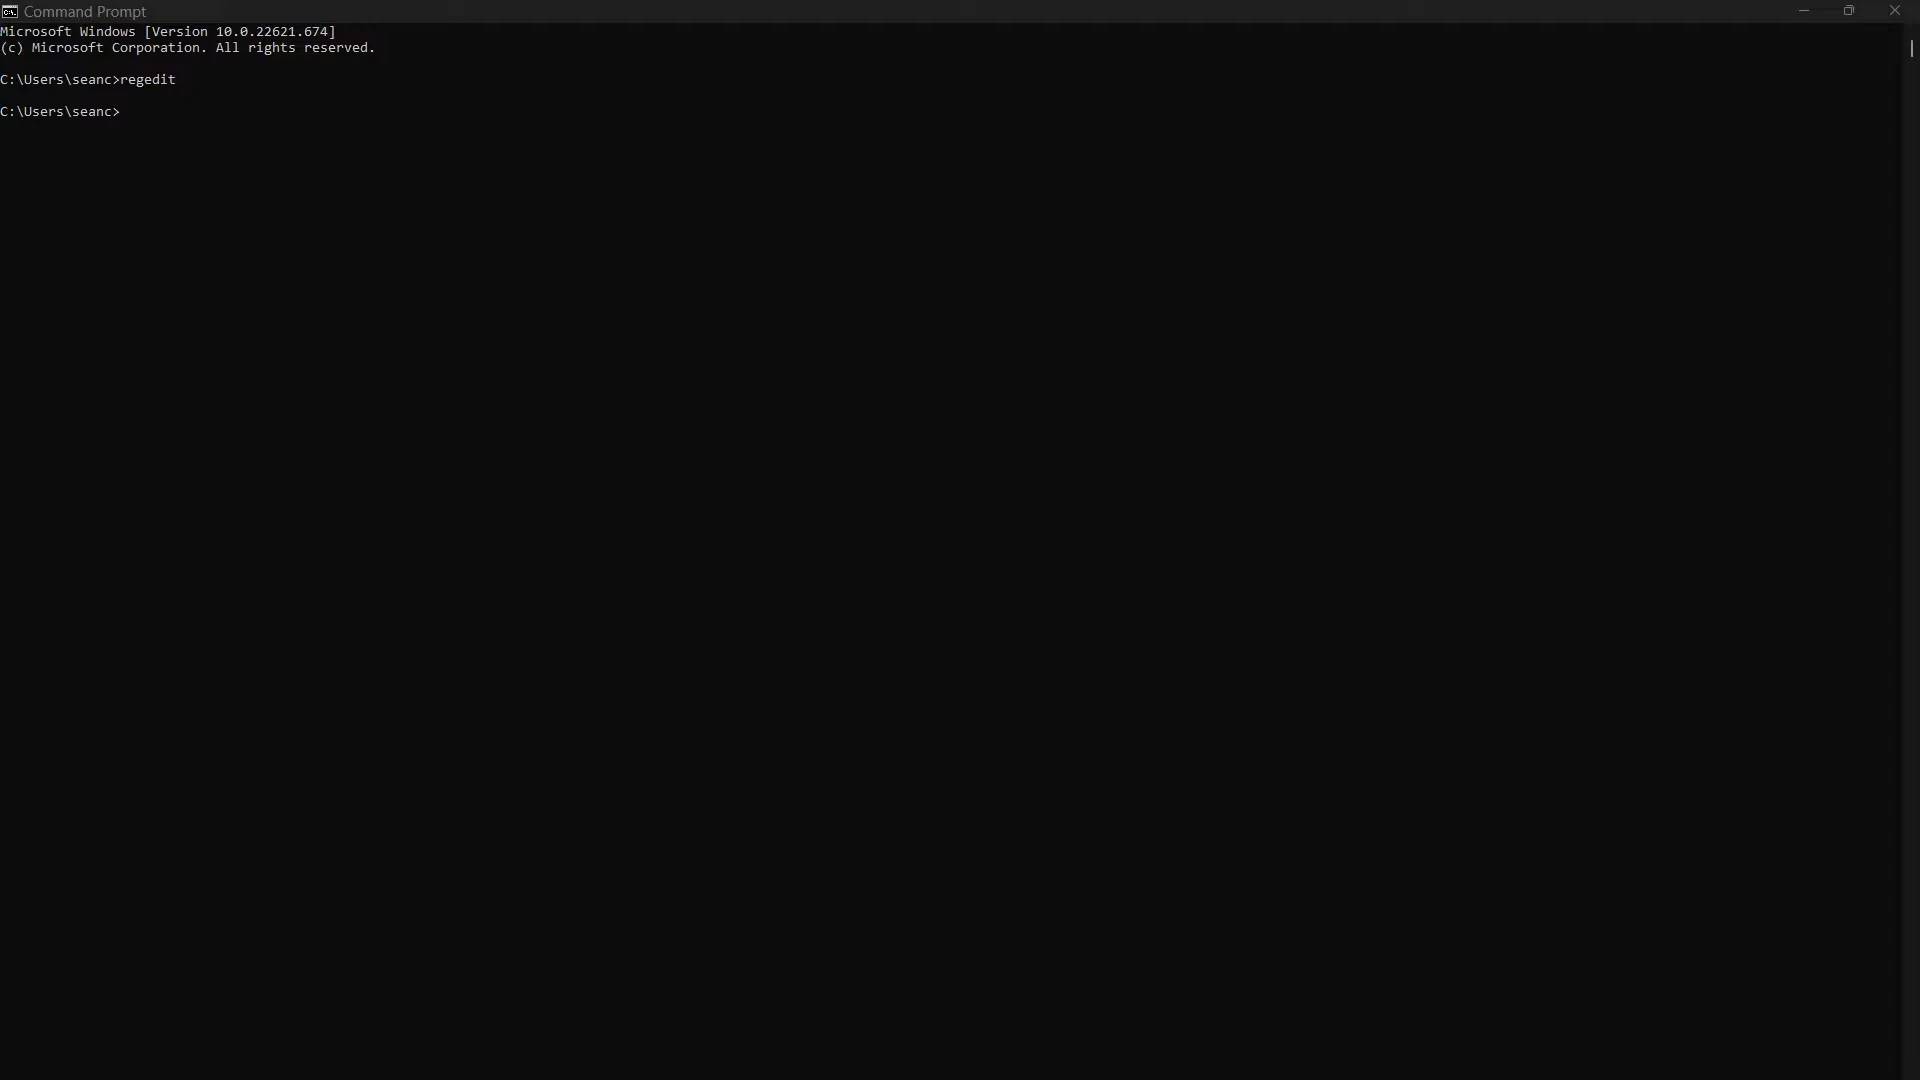 Command Prompt
Microsoft Windows [Version 10.0.22621.674]
(c) Microsoft Corporation. All rights reserved.
C:\Users\seanc>regedit
C:\Users\seanc>